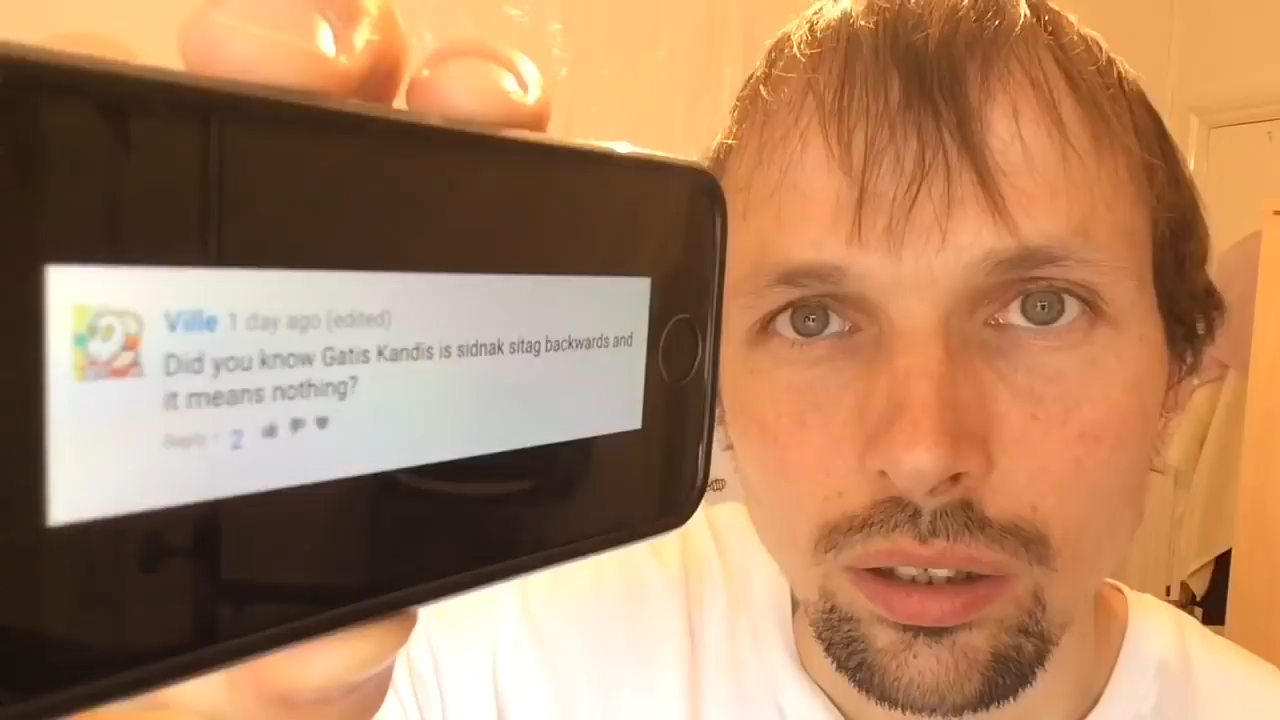 Ville 1 day ago (edited)
Did you know Gatis Kandis is sidnak sitag backwards and
it means nothing?
Reply • 2